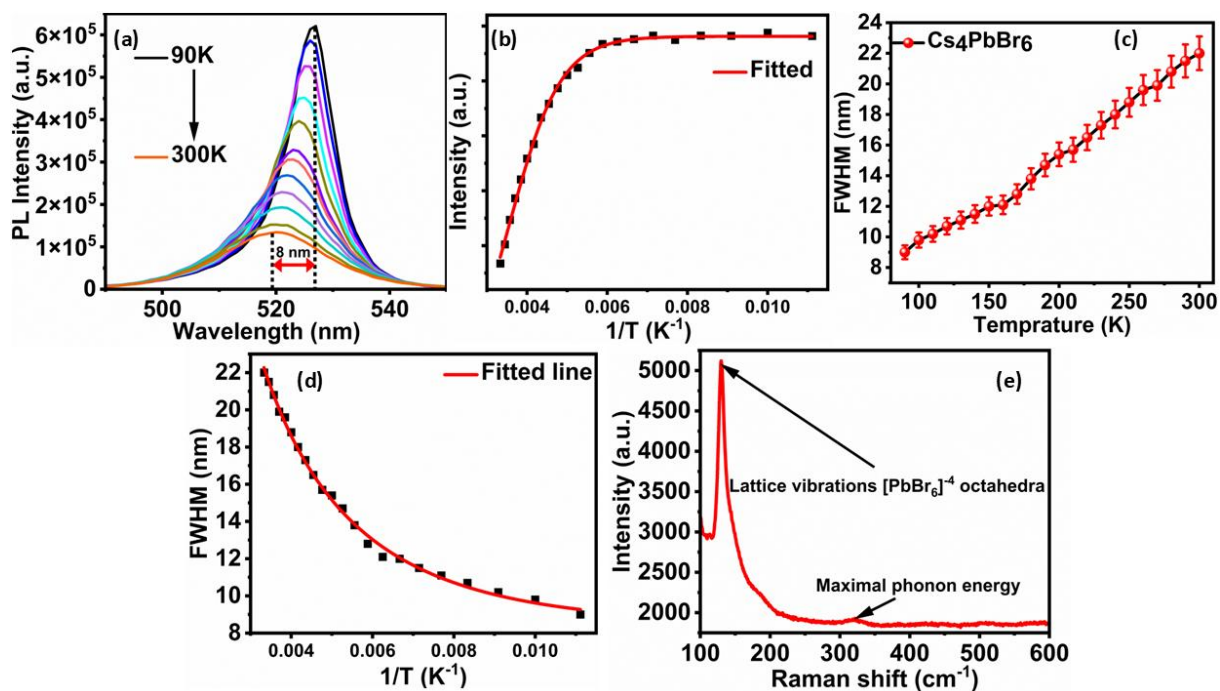 (a)
90K
300K
8 nm
6×10⁵
5×10⁵
4×10⁵
3×10⁵
2×10⁵
1×10⁵
0
PL Intensity (a.u.)
500 520 540
Wavelength (nm)
(b)
Fitted
Intensity (a.u.)
0.004 0.006 0.008 0.010
1/T (K⁻¹)
(c)
Cs₄PbBr₆
24
22
20
18
16
14
12
10
8
FWHM (nm)
100 150 200 250 300
Temprature (K)
(d)
Fitted line
22
20
18
16
14
12
10
8
FWHM (nm)
0.004 0.006 0.008 0.010
1/T (K⁻¹)
(e)
Lattice vibrations [PbBr₆]⁻⁴ octahedra
Maximal phonon energy
5000
4500
4000
3500
3000
2500
2000
Intensity (a.u.)
100 200 300 400 500 600
Raman shift (cm⁻¹)